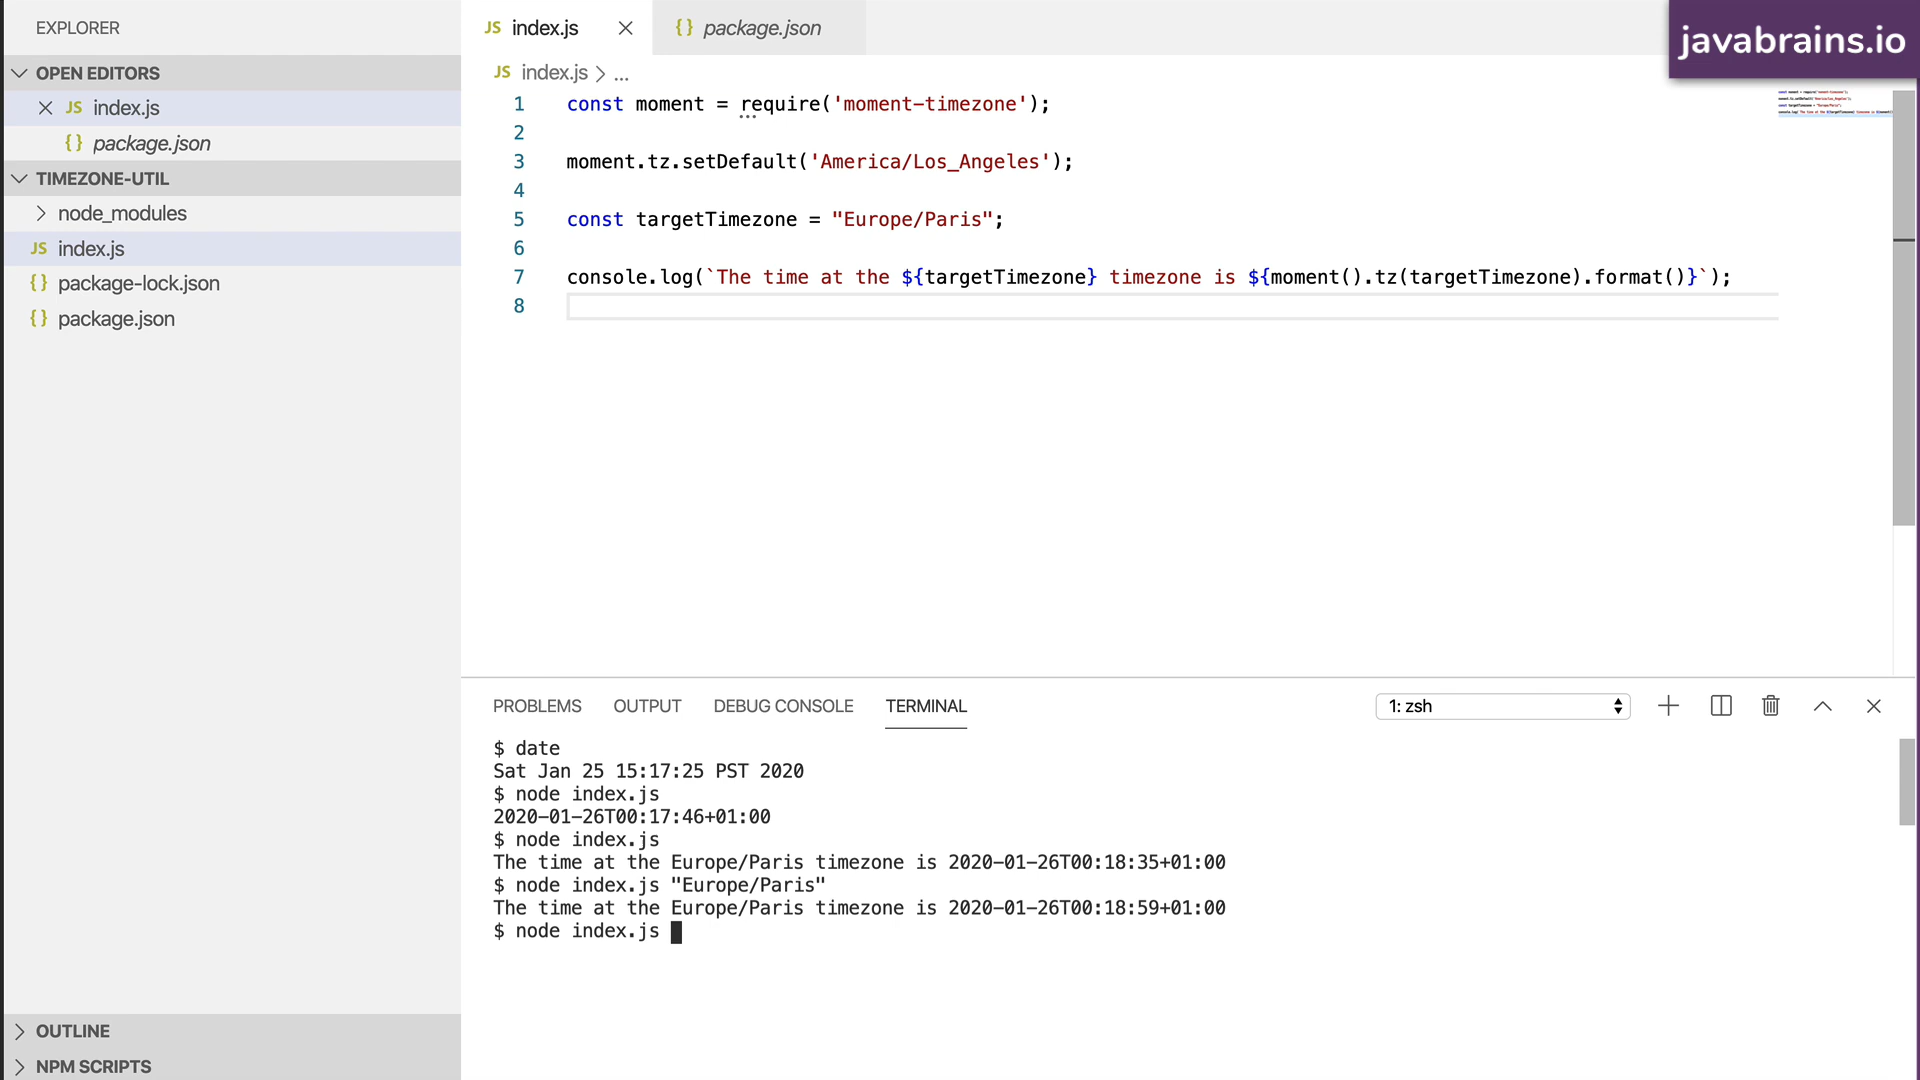 EXPLORER
OPEN EDITORS
JS index.js
{} package.json
TIMEZONE-UTIL
node_modules
JS index.js
{} package-lock.json
{} package.json
OUTLINE
NPM SCRIPTS
JS index.js
{} package.json
javabrains.io
JS index.js > ...
1 const moment = require('moment-timezone');
2
3 moment.tz.setDefault('America/Los_Angeles');
4
5 const targetTimezone = "Europe/Paris";
6
7 console.log(`The time at the ${targetTimezone} timezone is ${moment().tz(targetTimezone).format()}`);
8
PROBLEMS OUTPUT DEBUG CONSOLE TERMINAL 1: zsh
$ date
Sat Jan 25 15:17:25 PST 2020
$ node index.js
2020-01-26T00:17:46+01:00
$ node index.js
The time at the Europe/Paris timezone is 2020-01-26T00:18:35+01:00
$ node index.js "Europe/Paris"
The time at the Europe/Paris timezone is 2020-01-26T00:18:59+01:00
$ node index.js